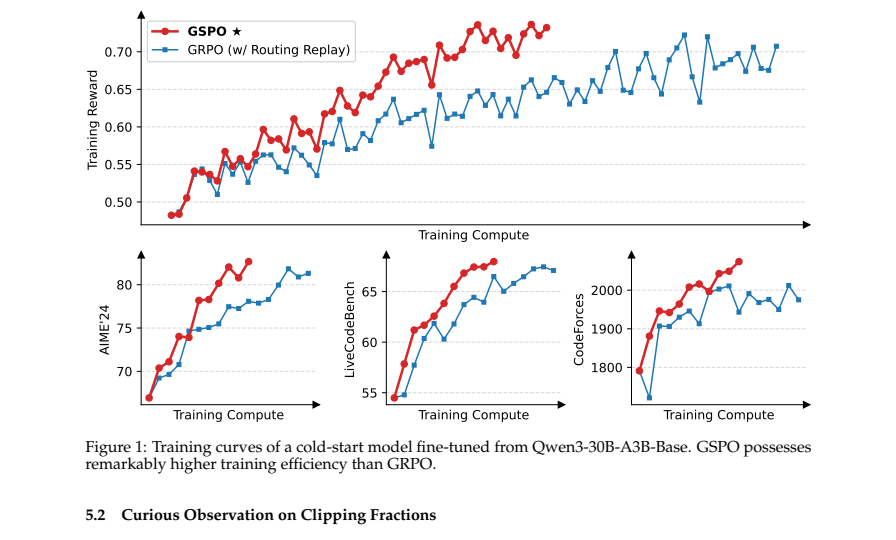 GSPO ★
GRPO (w/ Routing Replay)
Training Reward
0.70
0.65
0.60
0.55
0.50
Training Compute
AIME'24
80
75
70
Training Compute
LiveCodeBench
65
60
55
Training Compute
CodeForces
2000
1900
1800
Training Compute
Figure 1: Training curves of a cold-start model fine-tuned from Qwen3-30B-A3B-Base. GSPO possesses
remarkably higher training efficiency than GRPO.
5.2 Curious Observation on Clipping Fractions